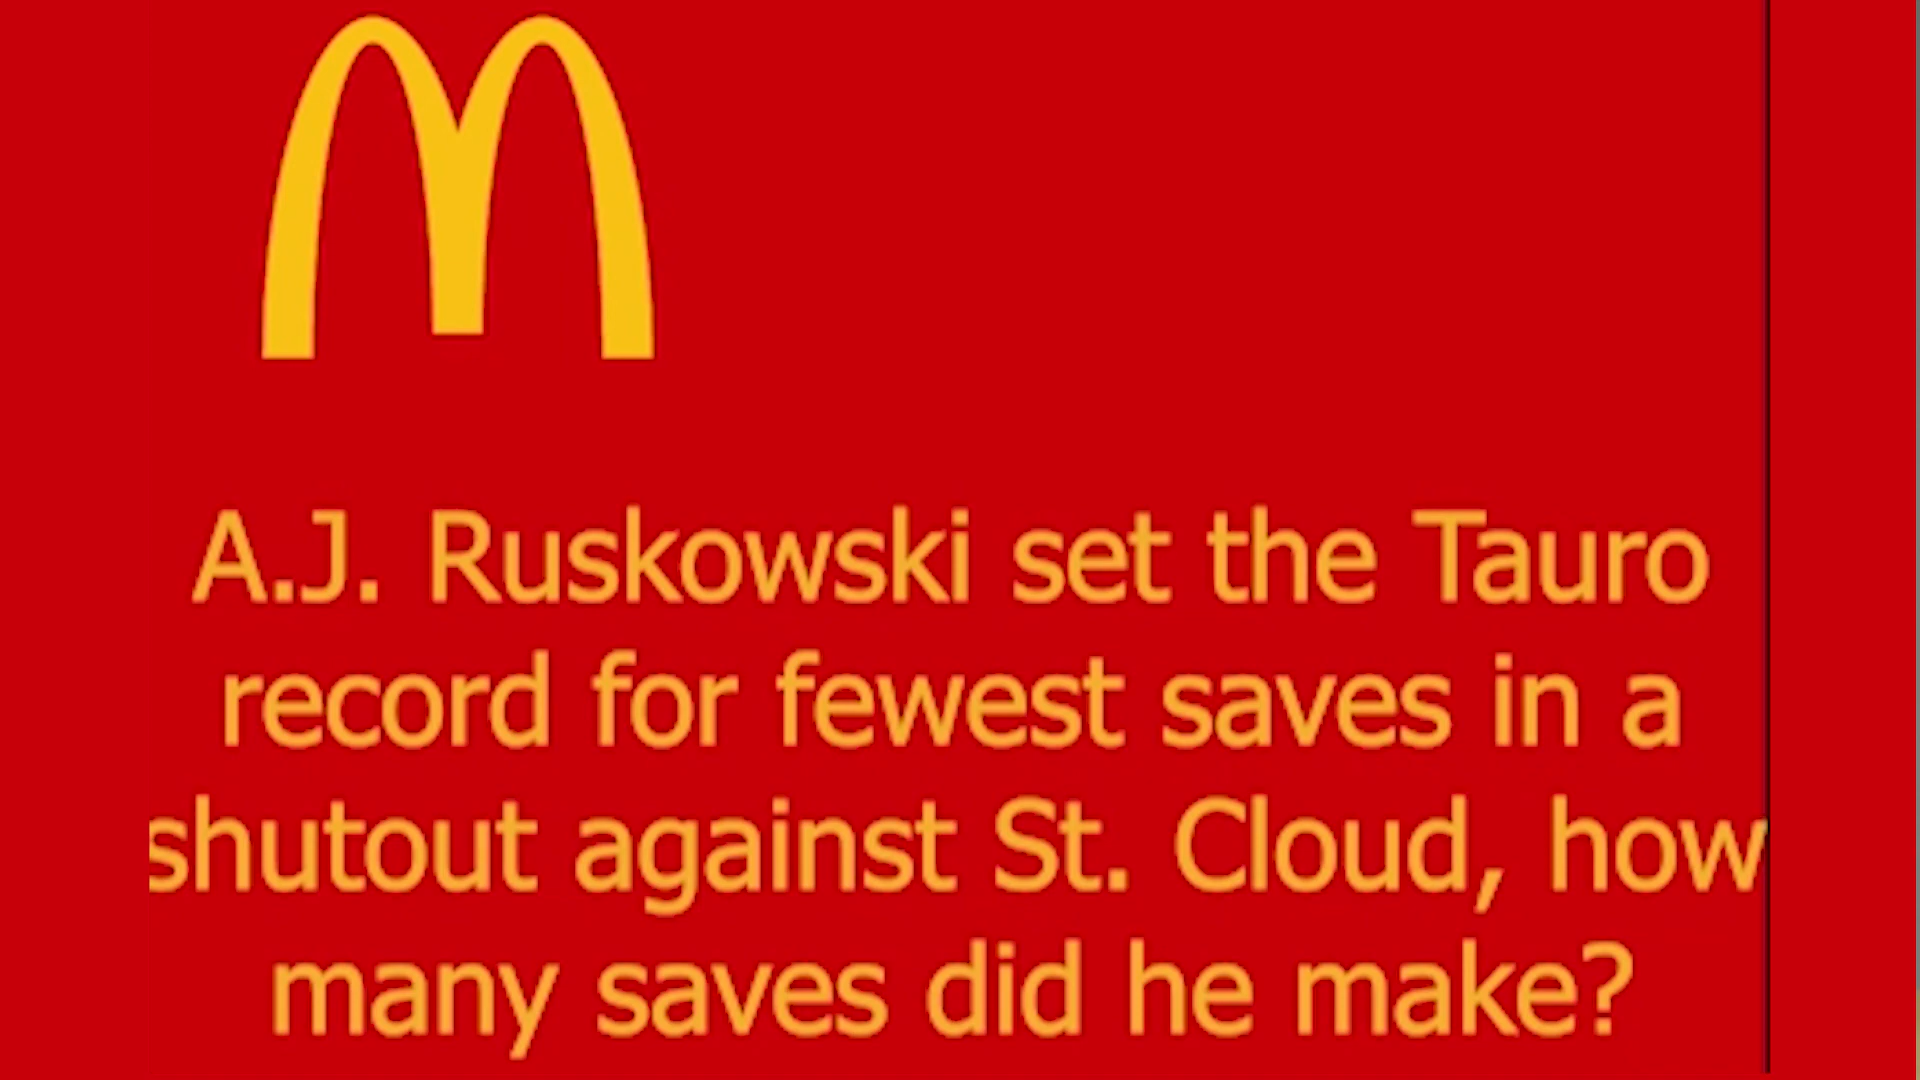 A.J. Ruskowski set the Tauro
record for fewest saves in a
shutout against St. Cloud, how
many saves did he make?